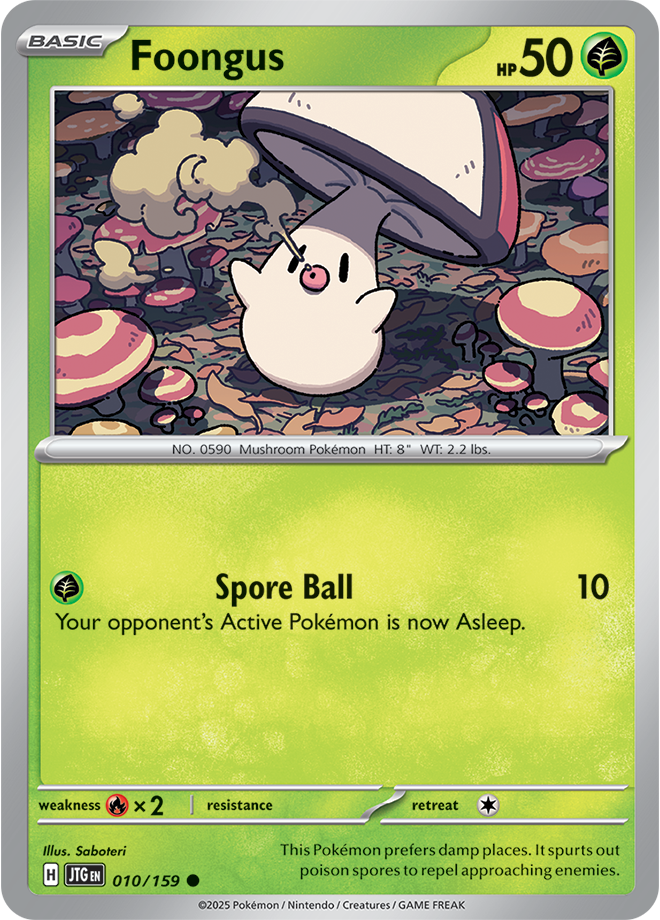 BASIC
Foongus
HP 50
NO. 0590 Mushroom Pokémon HT: 8" WT: 2.2 lbs.
Spore Ball 10
Your opponent's Active Pokémon is now Asleep.
weakness ×2 resistance retreat
Illus. Saboteri
This Pokémon prefers damp places. It spurts out
poison spores to repel approaching enemies.
H JTG EN 010/159
©2025 Pokémon / Nintendo / Creatures / GAME FREAK